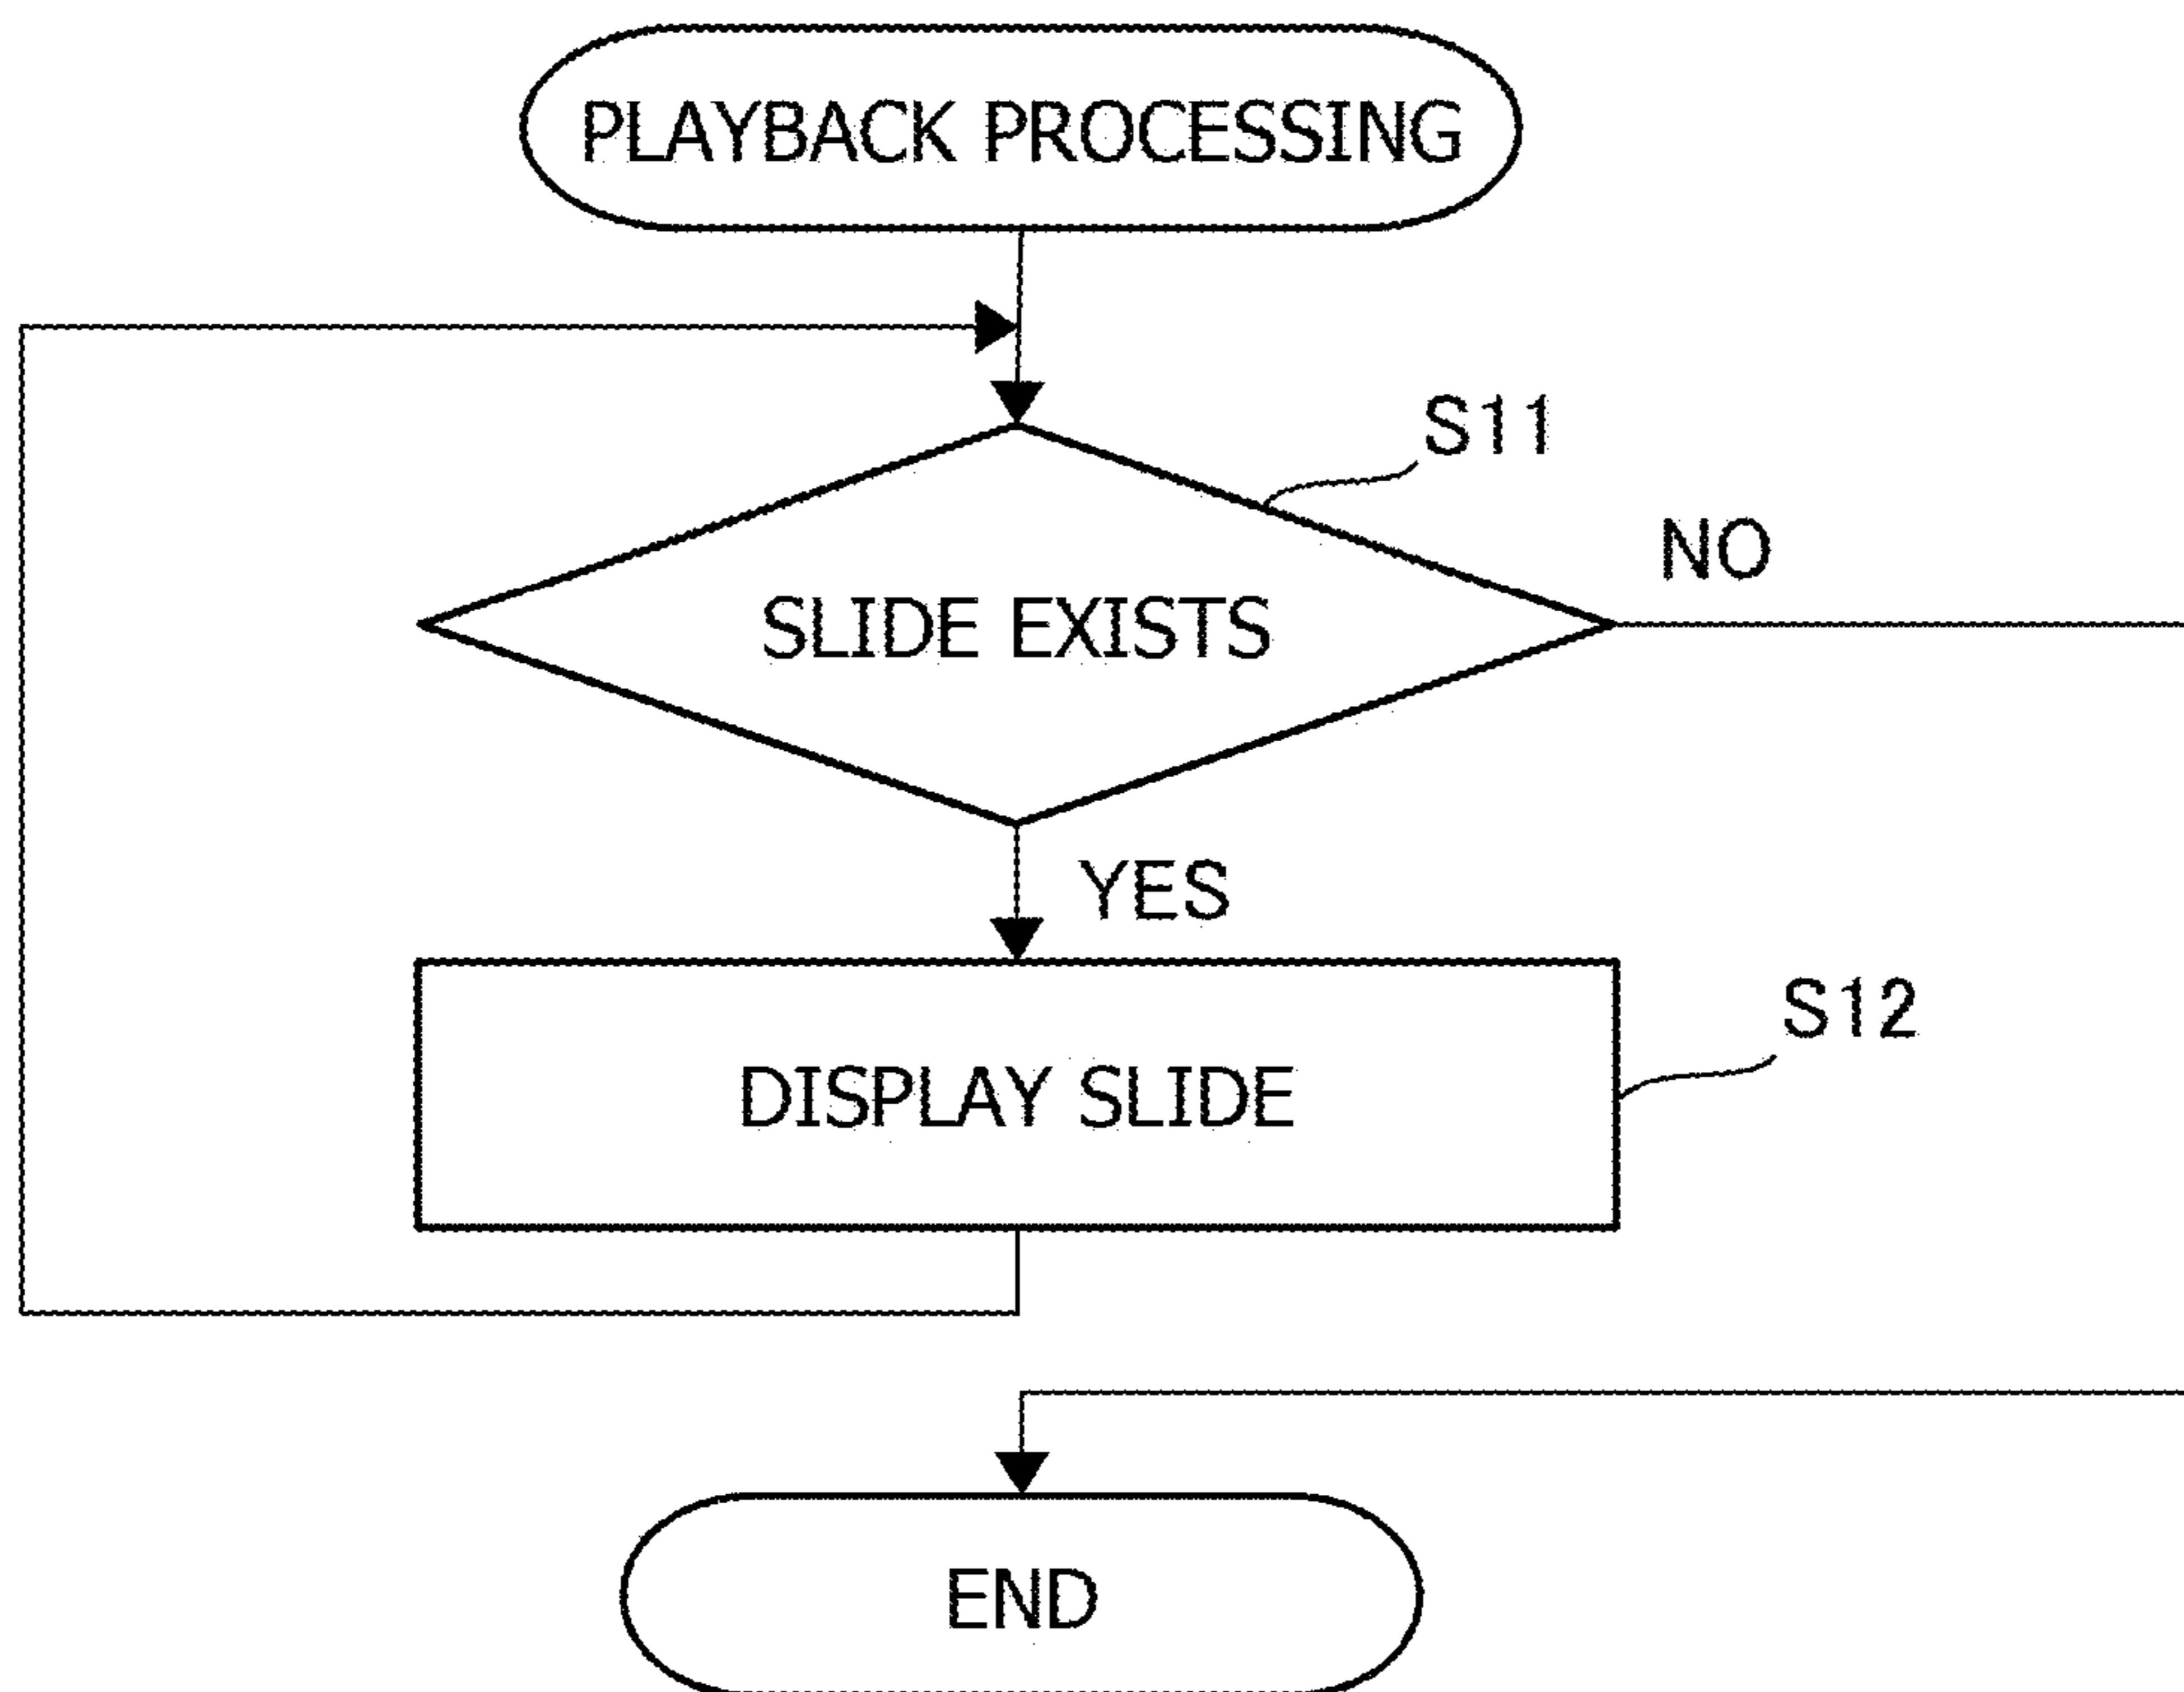 PLAYBACK PROCESSING
S11
NO
SLIDE EXISTS
YES
S12
DISPLAY SLIDE
END